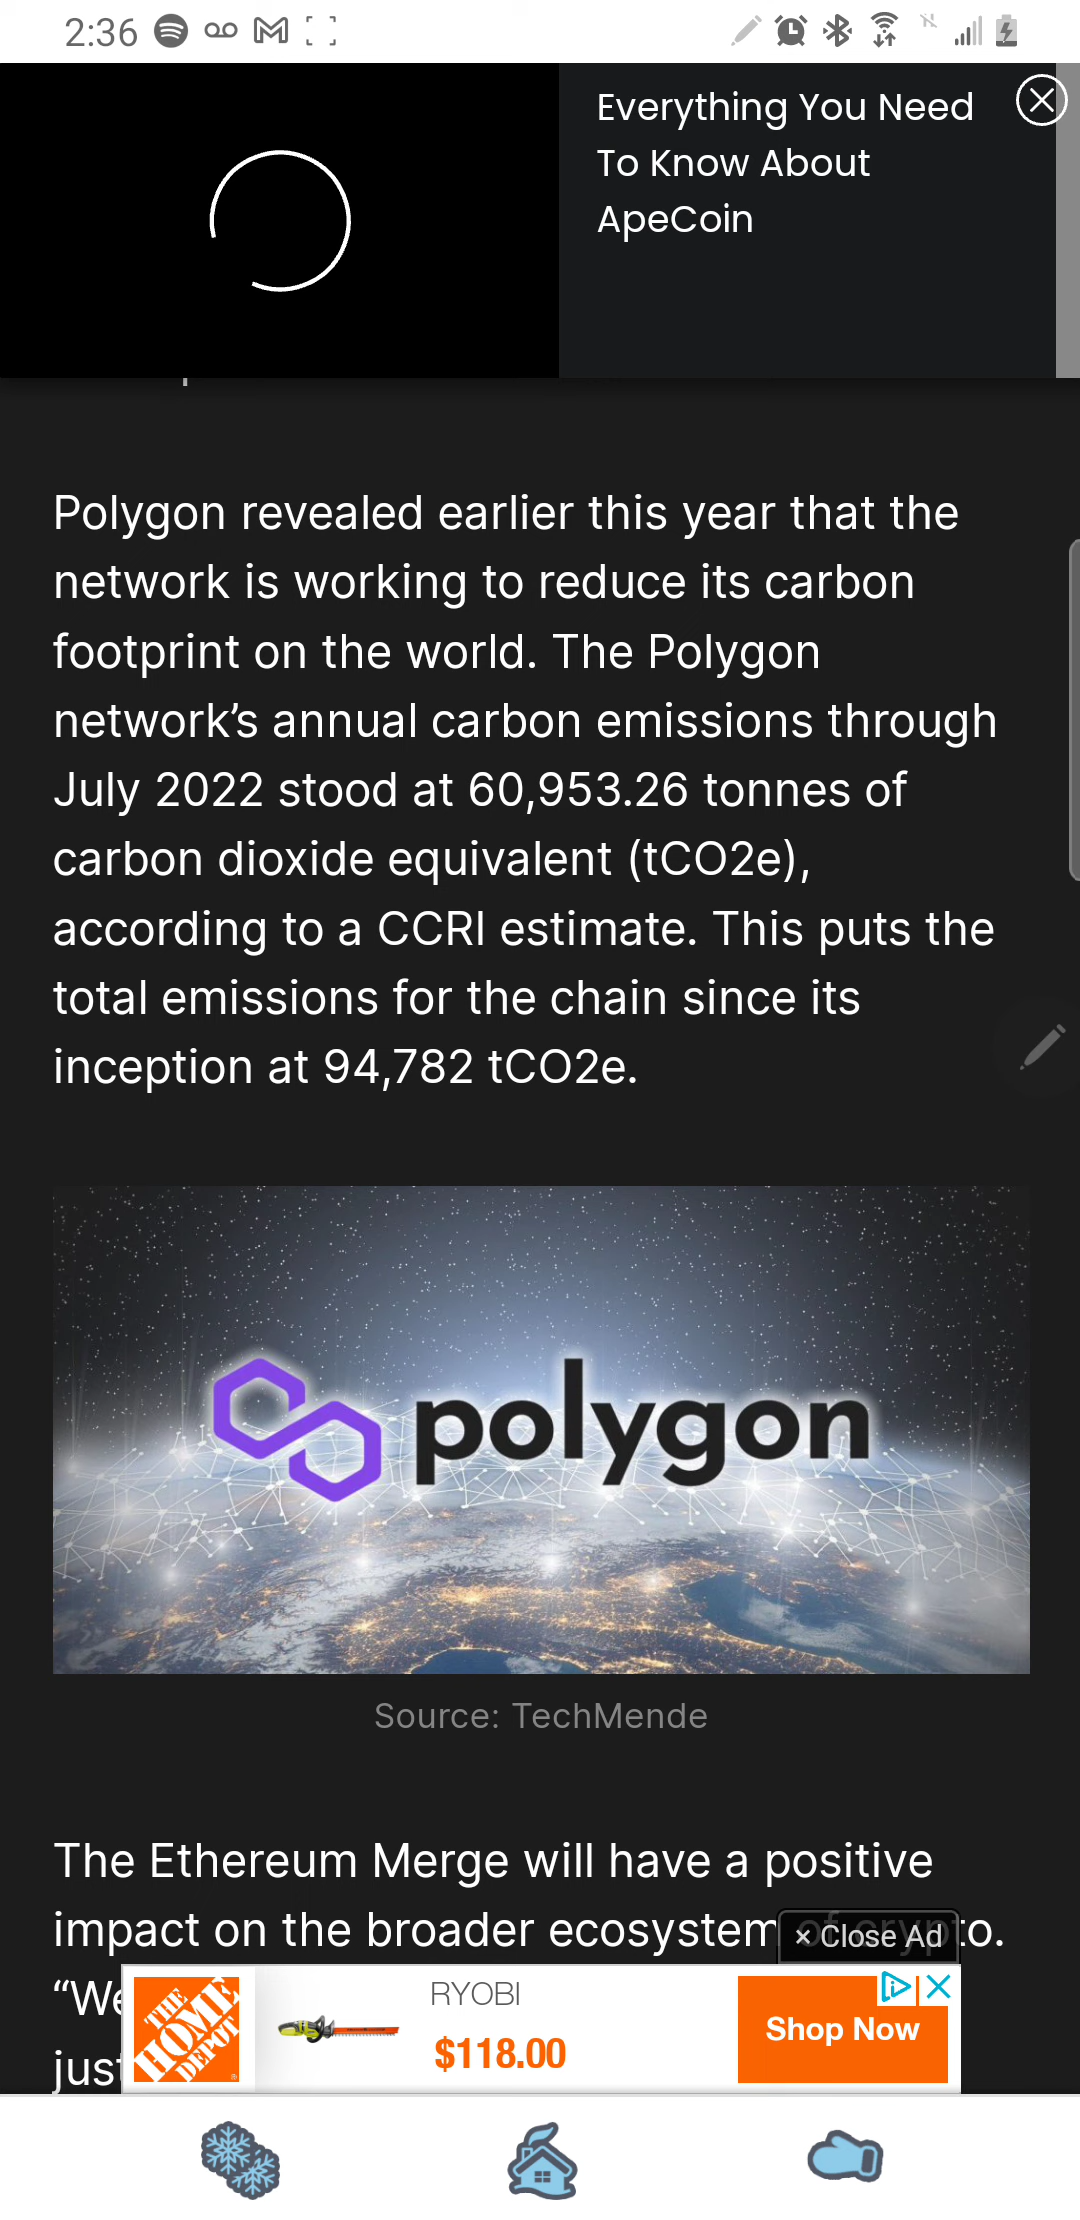 2:36
Everything You Need
To Know About
ApeCoin
Polygon revealed earlier this year that the
network is working to reduce its carbon
footprint on the world. The Polygon
network’s annual carbon emissions through
July 2022 stood at 60,953.26 tonnes of
carbon dioxide equivalent (tCO2e),
according to a CCRI estimate. This puts the
total emissions for the chain since its
inception at 94,782 tCO2e.
polygon
Source: TechMende
The Ethereum Merge will have a positive
impact on the broader ecosystem of crypto.
× Close Ad
“We
just
THE
HOME
DEPOT
RYOBI
$118.00
Shop Now